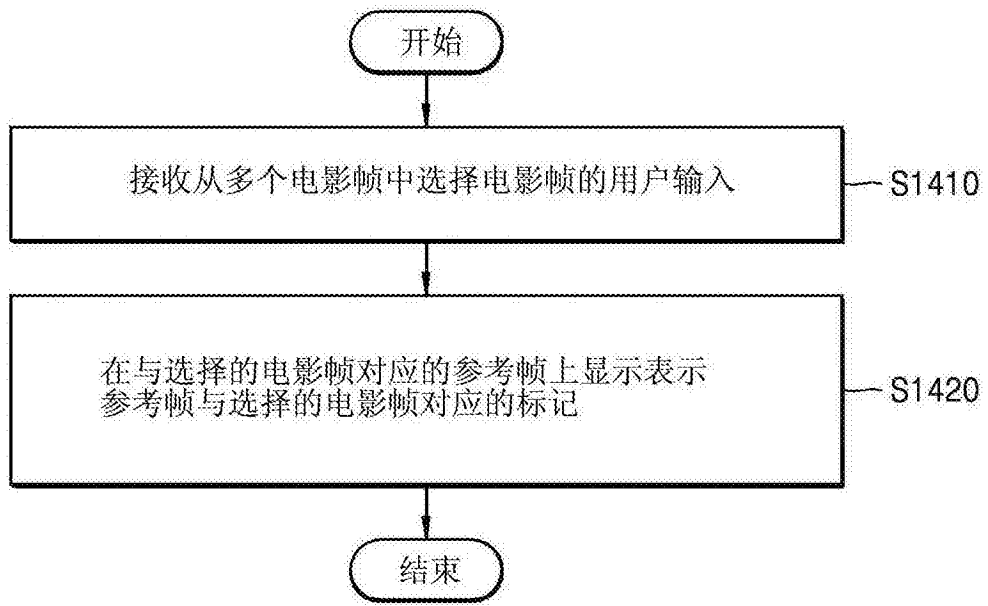 开始
接收从多个电影帧中选择电影帧的用户输入
S1410
在与选择的电影帧对应的参考帧上显示表示
参考帧与选择的电影帧对应的标记
S1420
结束